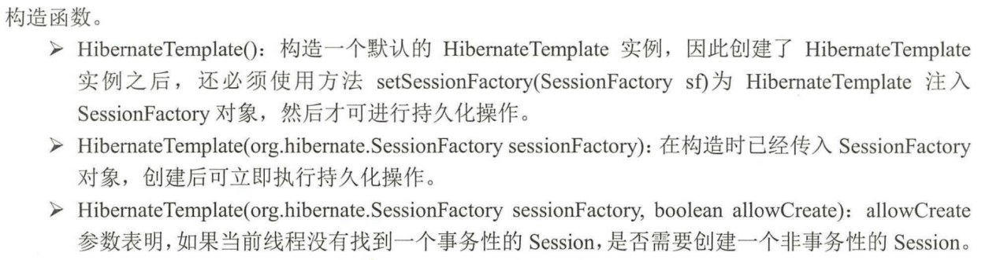 构造函数。
➢ HibernateTemplate()：构造一个默认的 HibernateTemplate 实例，因此创建了 HibernateTemplate
实例之后，还必须使用方法 setSessionFactory(SessionFactory sf)为 HibernateTemplate 注入
SessionFactory 对象，然后才可进行持久化操作。
➢ HibernateTemplate(org.hibernate.SessionFactory sessionFactory)：在构造时已经传入 SessionFactory
对象，创建后可立即执行持久化操作。
➢ HibernateTemplate(org.hibernate.SessionFactory sessionFactory, boolean allowCreate)：allowCreate
参数表明，如果当前线程没有找到一个事务性的 Session，是否需要创建一个非事务性的 Session。